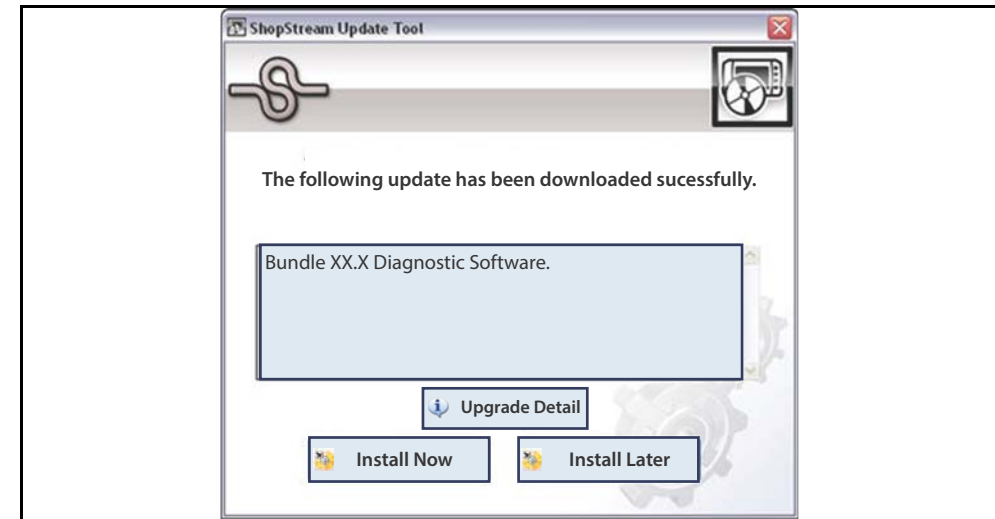 ShopStream Update Tool
The following update has been downloaded sucessfully.
Bundle XX.X Diagnostic Software.
Upgrade Detail
Install Now
Install Later